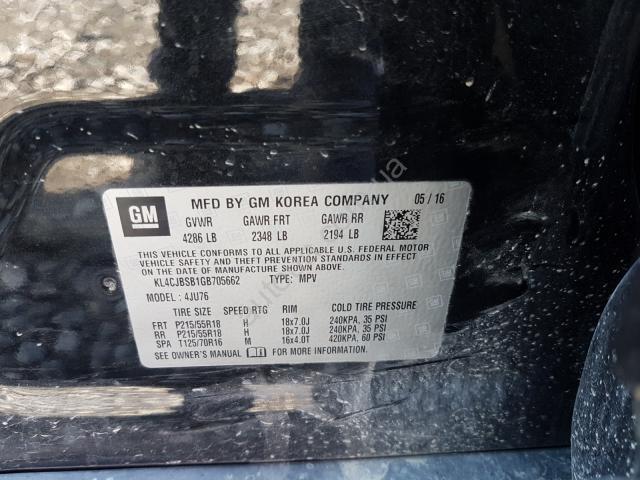 GM
MFD BY GM KOREA COMPANY 05 / 16
GVWR GAWR FRT GAWR RR
4286 LB 2348 LB 2194 LB
THIS VEHICLE CONFORMS TO ALL APPLICABLE U.S. FEDERAL MOTOR
VEHICLE SAFETY, BUMPER, AND THEFT PREVENTION STANDARDS IN
EFFECT ON THE DATE OF MANUFACTURE SHOWN ABOVE.
KL4CJBSB1GB705662 TYPE: MPV
MODEL : 4JU76
TIRE SIZE SPEED RTG RIM COLD TIRE PRESSURE
FRT P215/55R18 H 18x7.0J 240KPA, 35 PSI
RR P215/55R18 H 18x7.0J 240KPA, 35 PSI
SPA T125/70R16 M 16x4.0T 420KPA, 60 PSI
SEE OWNER'S MANUAL FOR MORE INFORMATION.